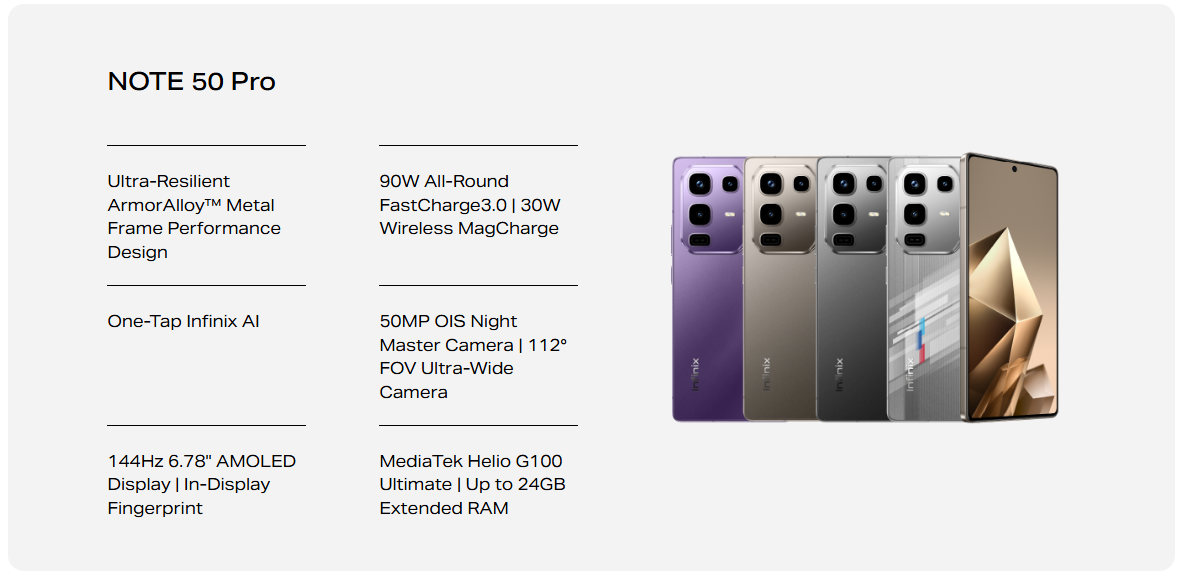 NOTE 50 Pro
Ultra-Resilient
ArmorAlloy™ Metal
Frame Performance
Design
90W All-Round
FastCharge3.0 | 30W
Wireless MagCharge
One-Tap Infinix AI
50MP OIS Night
Master Camera | 112°
FOV Ultra-Wide
Camera
144Hz 6.78" AMOLED
Display | In-Display
Fingerprint
MediaTek Helio G100
Ultimate | Up to 24GB
Extended RAM
Infinix
Infinix
Infinix
Infinix